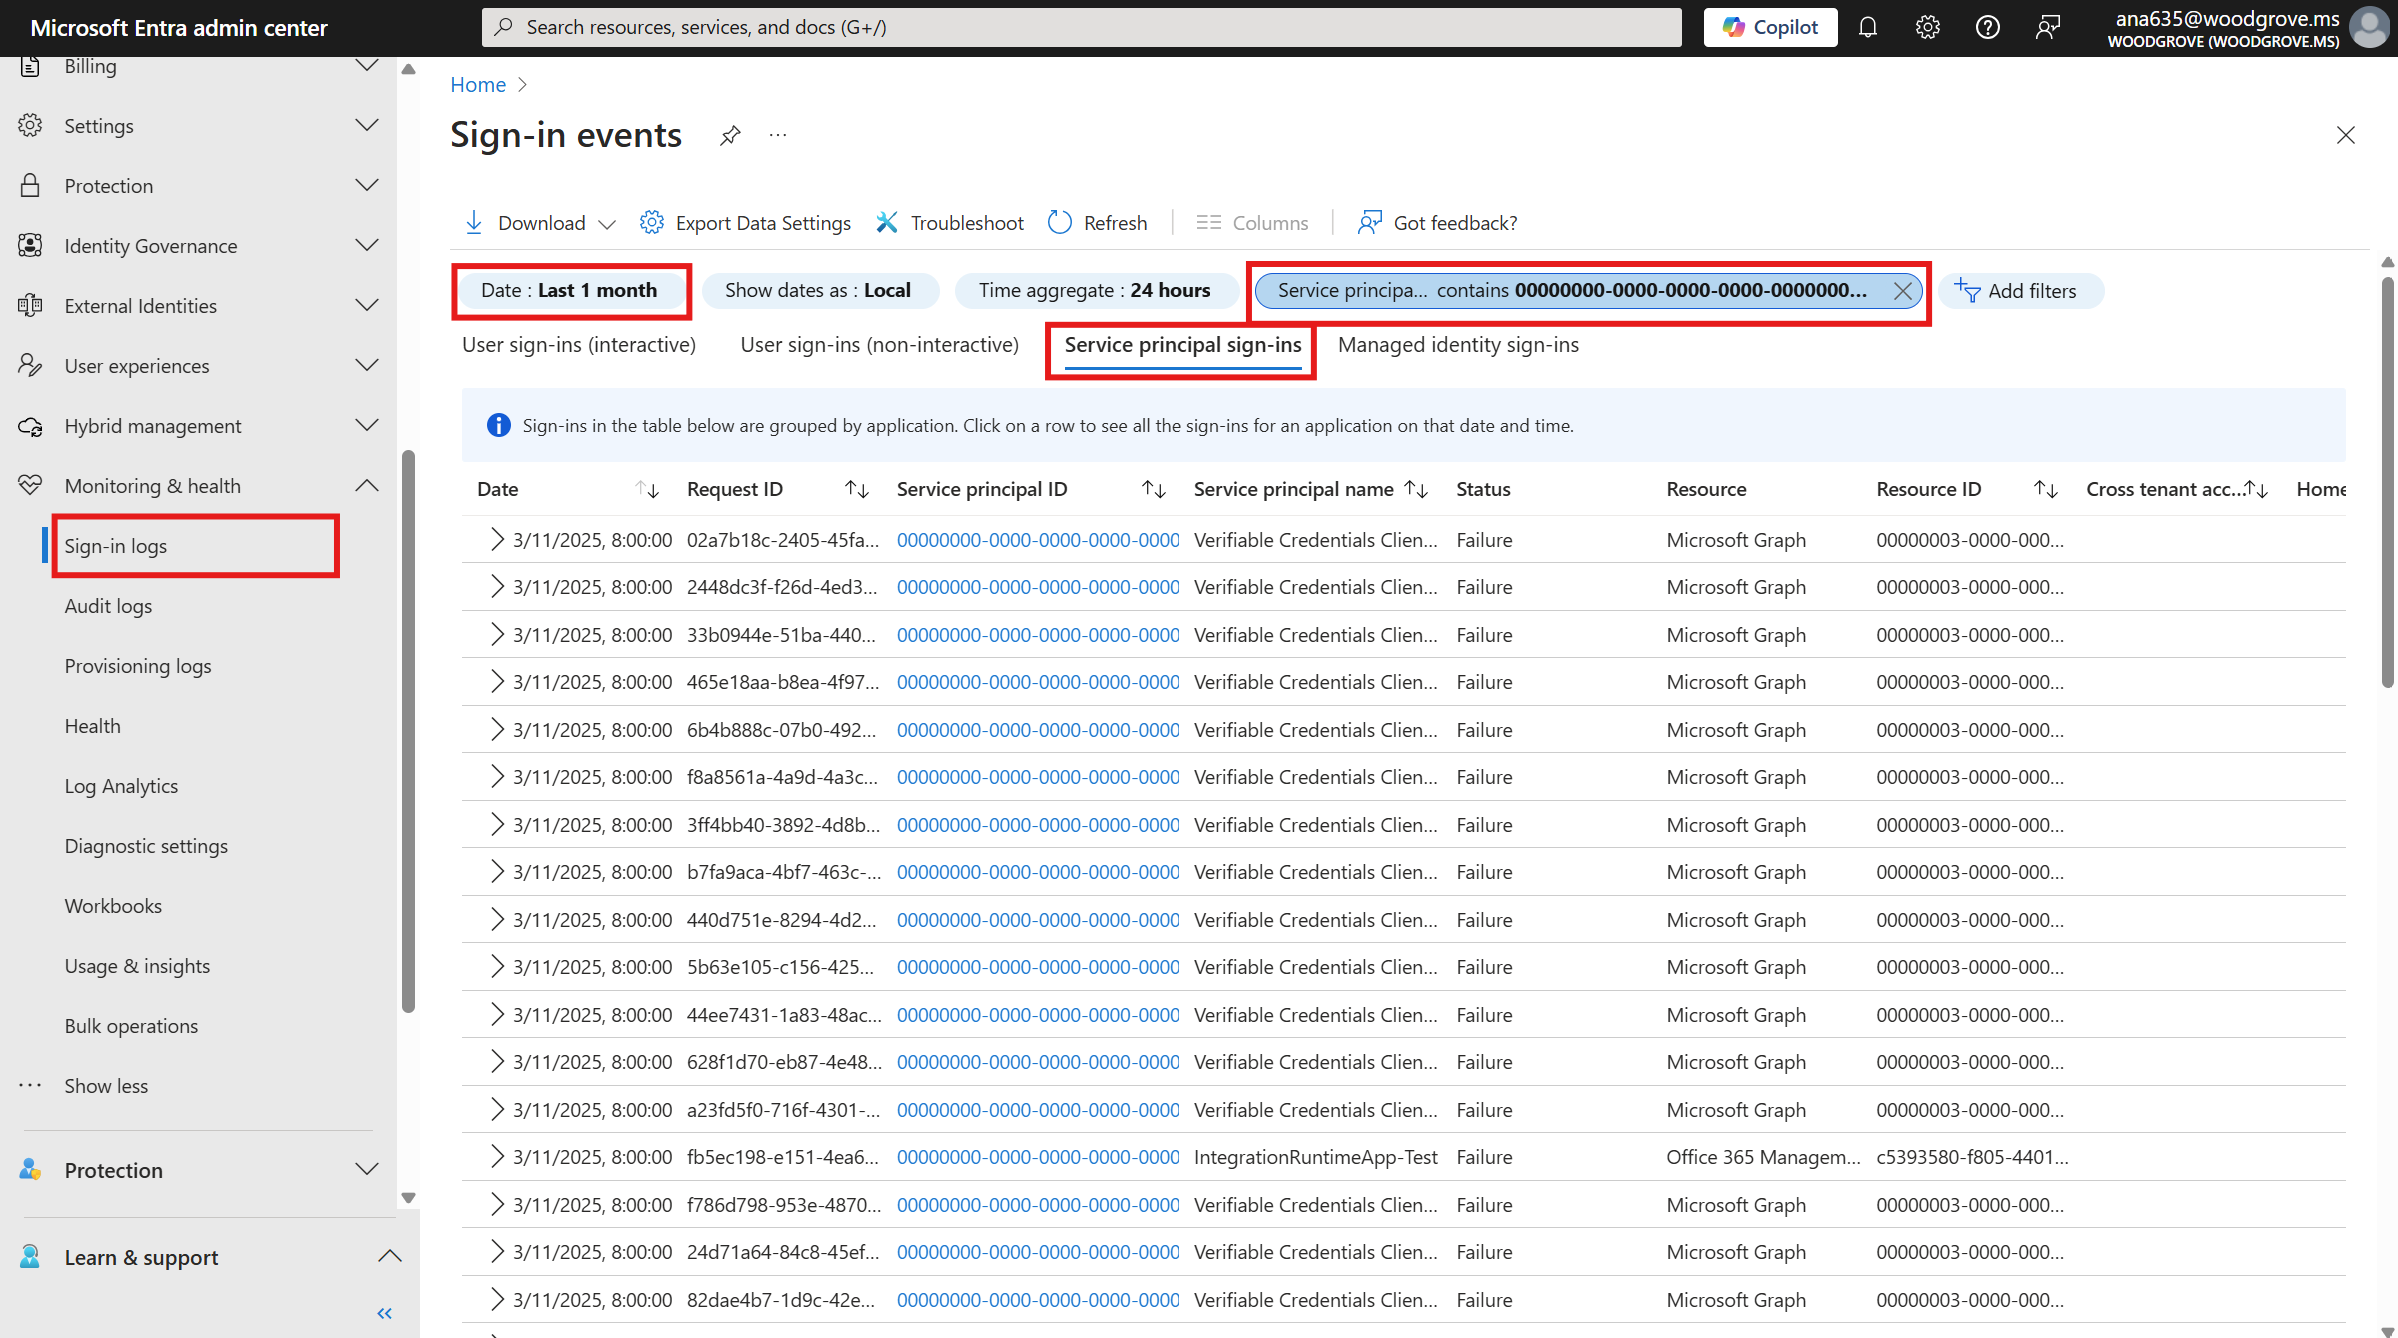 Microsoft Entra admin center
Search resources, services, and docs (G+/)
Copilot
ana635@woodgrove.ms
WOODGROVE (WOODGROVE.MS)
Billing
Settings
Protection
Identity Governance
External Identities
User experiences
Hybrid management
Monitoring & health
Sign-in logs
Audit logs
Provisioning logs
Health
Log Analytics
Diagnostic settings
Workbooks
Usage & insights
Bulk operations
Show less
Protection
Learn & support
Home
Sign-in events
Download Export Data Settings Troubleshoot Refresh Columns Got feedback?
Date : Last 1 month Show dates as : Local Time aggregate : 24 hours Service principa... contains 00000000-0000-0000-0000-0000000... Add filters
User sign-ins (interactive) User sign-ins (non-interactive) Service principal sign-ins Managed identity sign-ins
Sign-ins in the table below are grouped by application. Click on a row to see all the sign-ins for an application on that date and time.
Date Request ID Service principal ID Service principal name Status Resource Resource ID Cross tenant acc... Home
3/11/2025, 8:00:00 02a7b18c-2405-45fa... 00000000-0000-0000-0000-0000 Verifiable Credentials Clien... Failure Microsoft Graph 00000003-0000-000...
3/11/2025, 8:00:00 2448dc3f-f26d-4ed3... 00000000-0000-0000-0000-0000 Verifiable Credentials Clien... Failure Microsoft Graph 00000003-0000-000...
3/11/2025, 8:00:00 33b0944e-51ba-440... 00000000-0000-0000-0000-0000 Verifiable Credentials Clien... Failure Microsoft Graph 00000003-0000-000...
3/11/2025, 8:00:00 465e18aa-b8ea-4f97... 00000000-0000-0000-0000-0000 Verifiable Credentials Clien... Failure Microsoft Graph 00000003-0000-000...
3/11/2025, 8:00:00 6b4b888c-07b0-492... 00000000-0000-0000-0000-0000 Verifiable Credentials Clien... Failure Microsoft Graph 00000003-0000-000...
3/11/2025, 8:00:00 f8a8561a-4a9d-4a3c... 00000000-0000-0000-0000-0000 Verifiable Credentials Clien... Failure Microsoft Graph 00000003-0000-000...
3/11/2025, 8:00:00 3ff4bb40-3892-4d8b... 00000000-0000-0000-0000-0000 Verifiable Credentials Clien... Failure Microsoft Graph 00000003-0000-000...
3/11/2025, 8:00:00 b7fa9aca-4bf7-463c-... 00000000-0000-0000-0000-0000 Verifiable Credentials Clien... Failure Microsoft Graph 00000003-0000-000...
3/11/2025, 8:00:00 440d751e-8294-4d2... 00000000-0000-0000-0000-0000 Verifiable Credentials Clien... Failure Microsoft Graph 00000003-0000-000...
3/11/2025, 8:00:00 5b63e105-c156-425... 00000000-0000-0000-0000-0000 Verifiable Credentials Clien... Failure Microsoft Graph 00000003-0000-000...
3/11/2025, 8:00:00 44ee7431-1a83-48ac... 00000000-0000-0000-0000-0000 Verifiable Credentials Clien... Failure Microsoft Graph 00000003-0000-000...
3/11/2025, 8:00:00 628f1d70-eb87-4e48... 00000000-0000-0000-0000-0000 Verifiable Credentials Clien... Failure Microsoft Graph 00000003-0000-000...
3/11/2025, 8:00:00 a23fd5f0-716f-4301-... 00000000-0000-0000-0000-0000 Verifiable Credentials Clien... Failure Microsoft Graph 00000003-0000-000...
3/11/2025, 8:00:00 fb5ec198-e151-4ea6... 00000000-0000-0000-0000-0000 IntegrationRuntimeApp-Test Failure Office 365 Managem... c5393580-f805-4401...
3/11/2025, 8:00:00 f786d798-953e-4870... 00000000-0000-0000-0000-0000 Verifiable Credentials Clien... Failure Microsoft Graph 00000003-0000-000...
3/11/2025, 8:00:00 24d71a64-84c8-45ef... 00000000-0000-0000-0000-0000 Verifiable Credentials Clien... Failure Microsoft Graph 00000003-0000-000...
3/11/2025, 8:00:00 82dae4b7-1d9c-42e... 00000000-0000-0000-0000-0000 Verifiable Credentials Clien... Failure Microsoft Graph 00000003-0000-000...